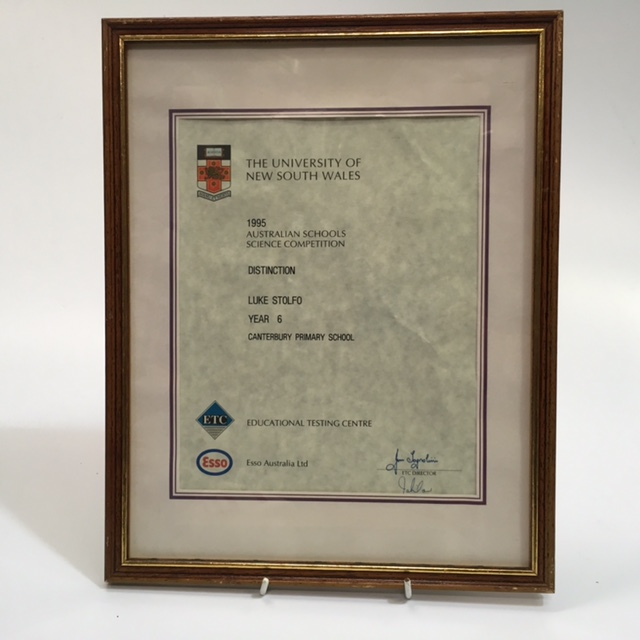 THE UNIVERSITY OF
NEW SOUTH WALES
1995
AUSTRALIAN SCHOOLS
SCIENCE COMPETITION
DISTINCTION
LUKE STOLFO
YEAR 6
CANTERBURY PRIMARY SCHOOL
ETC
EDUCATIONAL TESTING CENTRE
Esso
Esso Australia Ltd
ETC DIRECTOR